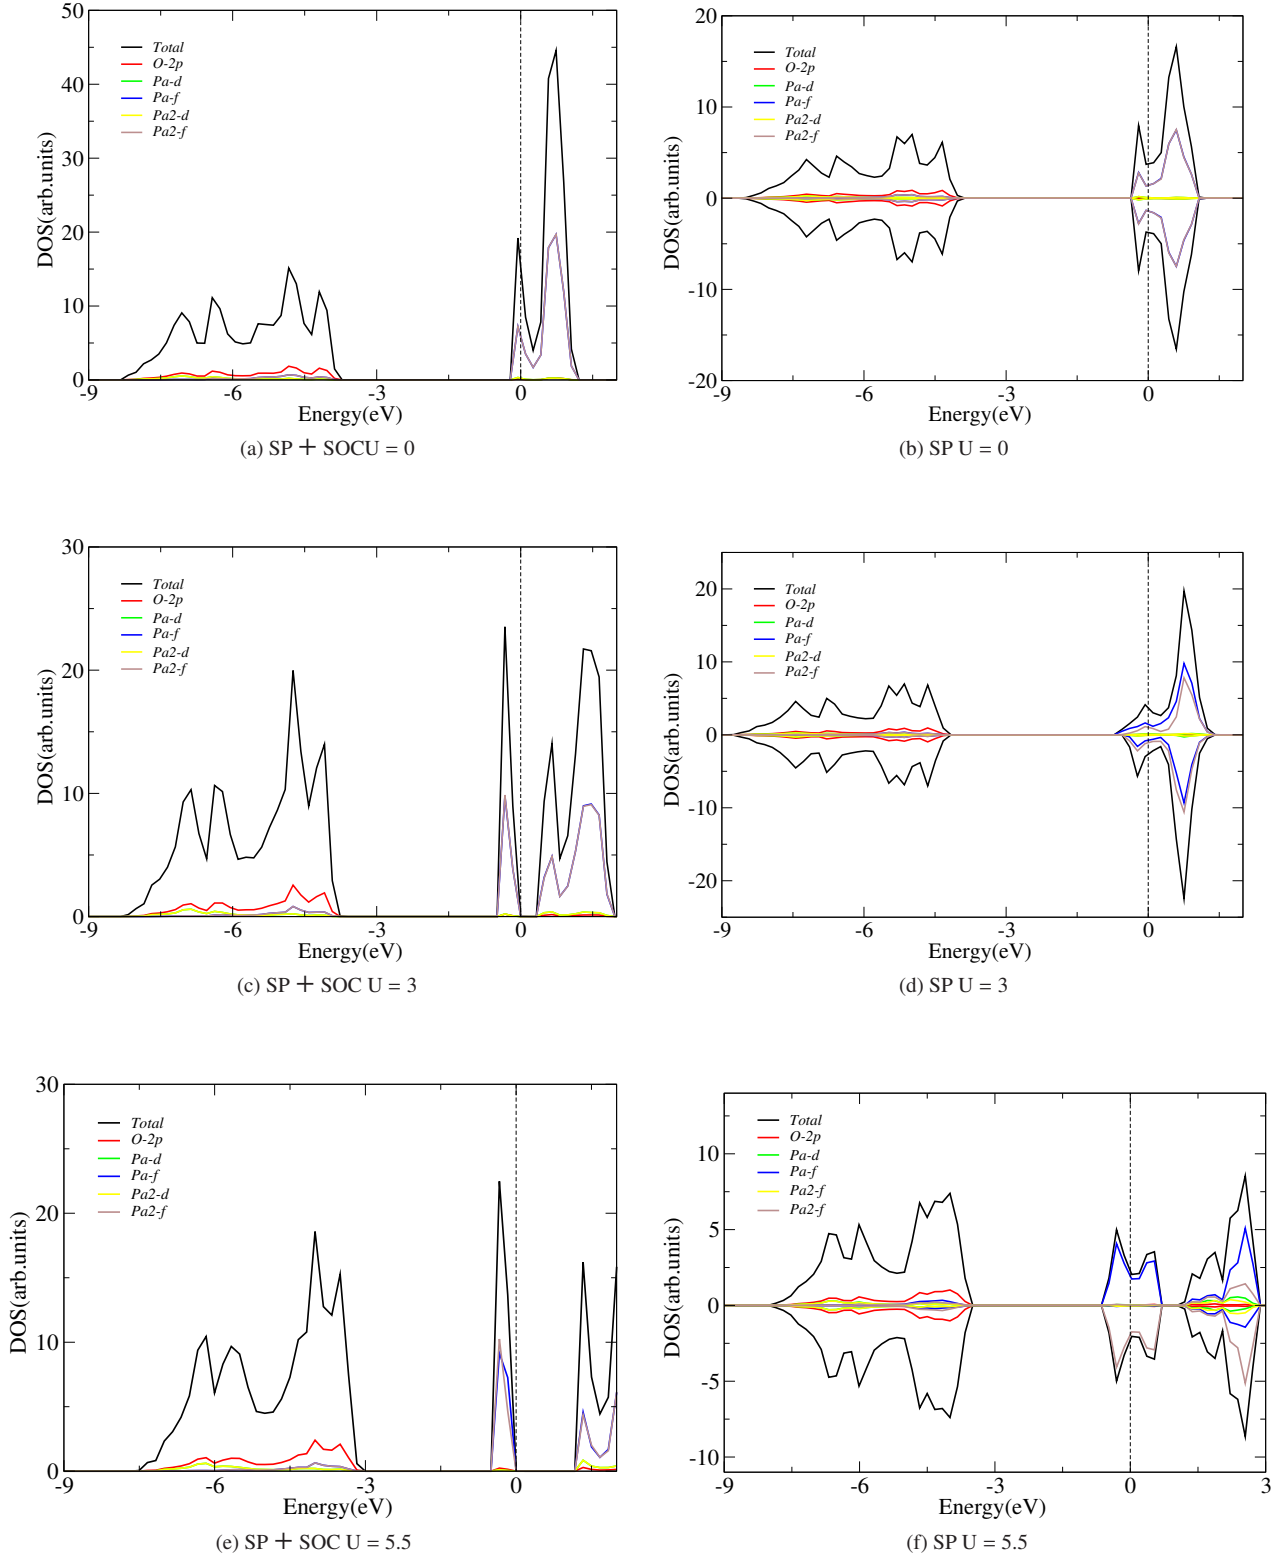 50
40
30
20
10
0
DOS(arb.units)
Total
O-2p
Pa-d
Pa-f
Pa2-d
Pa2-f
-9
-6
-3
0
Energy(eV)
(a) SP + SOCU = 0
20
10
0
-10
-20
DOS(arb.units)
Total
O-2p
Pa-d
Pa-f
Pa2-d
Pa2-f
-9
-6
-3
0
Energy(eV)
(b) SP U = 0
30
20
10
0
DOS(arb.units)
Total
O-2p
Pa-d
Pa-f
Pa2-d
Pa2-f
-9
-6
-3
0
Energy(eV)
(c) SP + SOC U = 3
20
10
0
-10
-20
DOS(arb.units)
Total
O-2p
Pa-d
Pa-f
Pa2-d
Pa2-f
-9
-6
-3
0
Energy(eV)
(d) SP U = 3
30
20
10
0
DOS(arb.units)
Total
O-2p
Pa-d
Pa-f
Pa2-d
Pa2-f
-9
-6
-3
0
Energy(eV)
(e) SP + SOC U = 5.5
10
5
0
-5
-10
DOS(arb.units)
Total
O-2p
Pa-d
Pa-f
Pa2-f
Pa2-f
-9
-6
-3
0
3
Energy(eV)
(f) SP U = 5.5